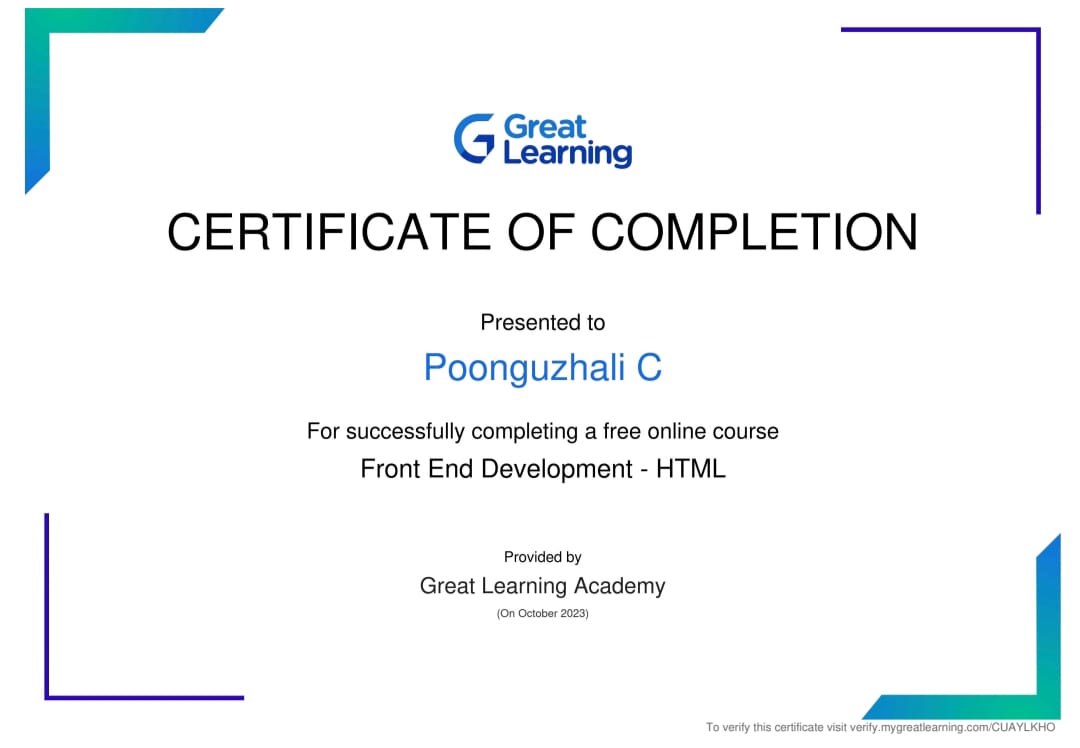 Great
Learning
CERTIFICATE OF COMPLETION
Presented to
Poonguzhali C
For successfully completing a free online course
Front End Development - HTML
Provided by
Great Learning Academy
(On October 2023)
To verify this certificate visit verify.mygreatlearning.com/CUAYLKHO